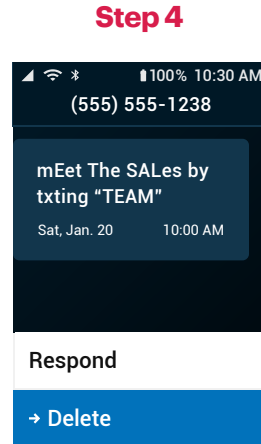 Step 4
100% 10:30 AM
(555) 555-1238
mEet The SALes by
txting “TEAM”
Sat, Jan. 20 10:00 AM
Respond
→ Delete